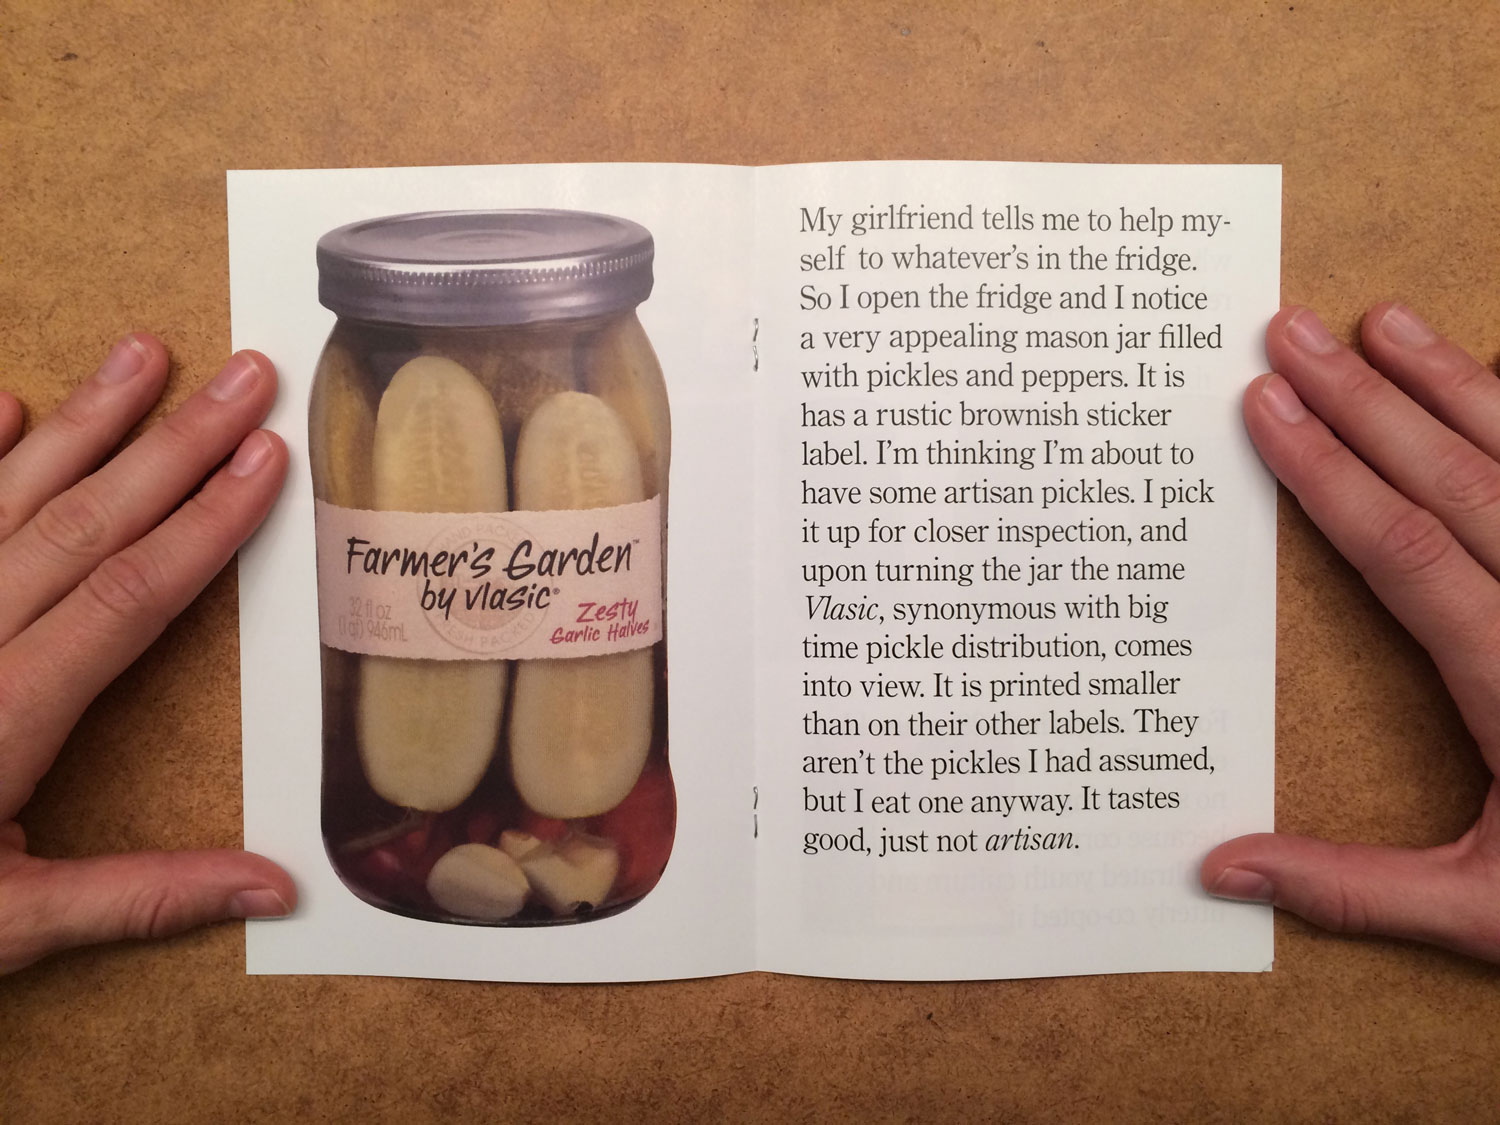 Farmer's Garden™
by Vlasic®
32 fl oz
(1 qt) 946mL
Zesty
Garlic Halves
My girlfriend tells me to help my-
self to whatever's in the fridge.
So I open the fridge and I notice
a very appealing mason jar filled
with pickles and peppers. It is
has a rustic brownish sticker
label. I'm thinking I'm about to
have some artisan pickles. I pick
it up for closer inspection, and
upon turning the jar the name
Vlasic, synonymous with big
time pickle distribution, comes
into view. It is printed smaller
than on their other labels. They
aren't the pickles I had assumed,
but I eat one anyway. It tastes
good, just not artisan.